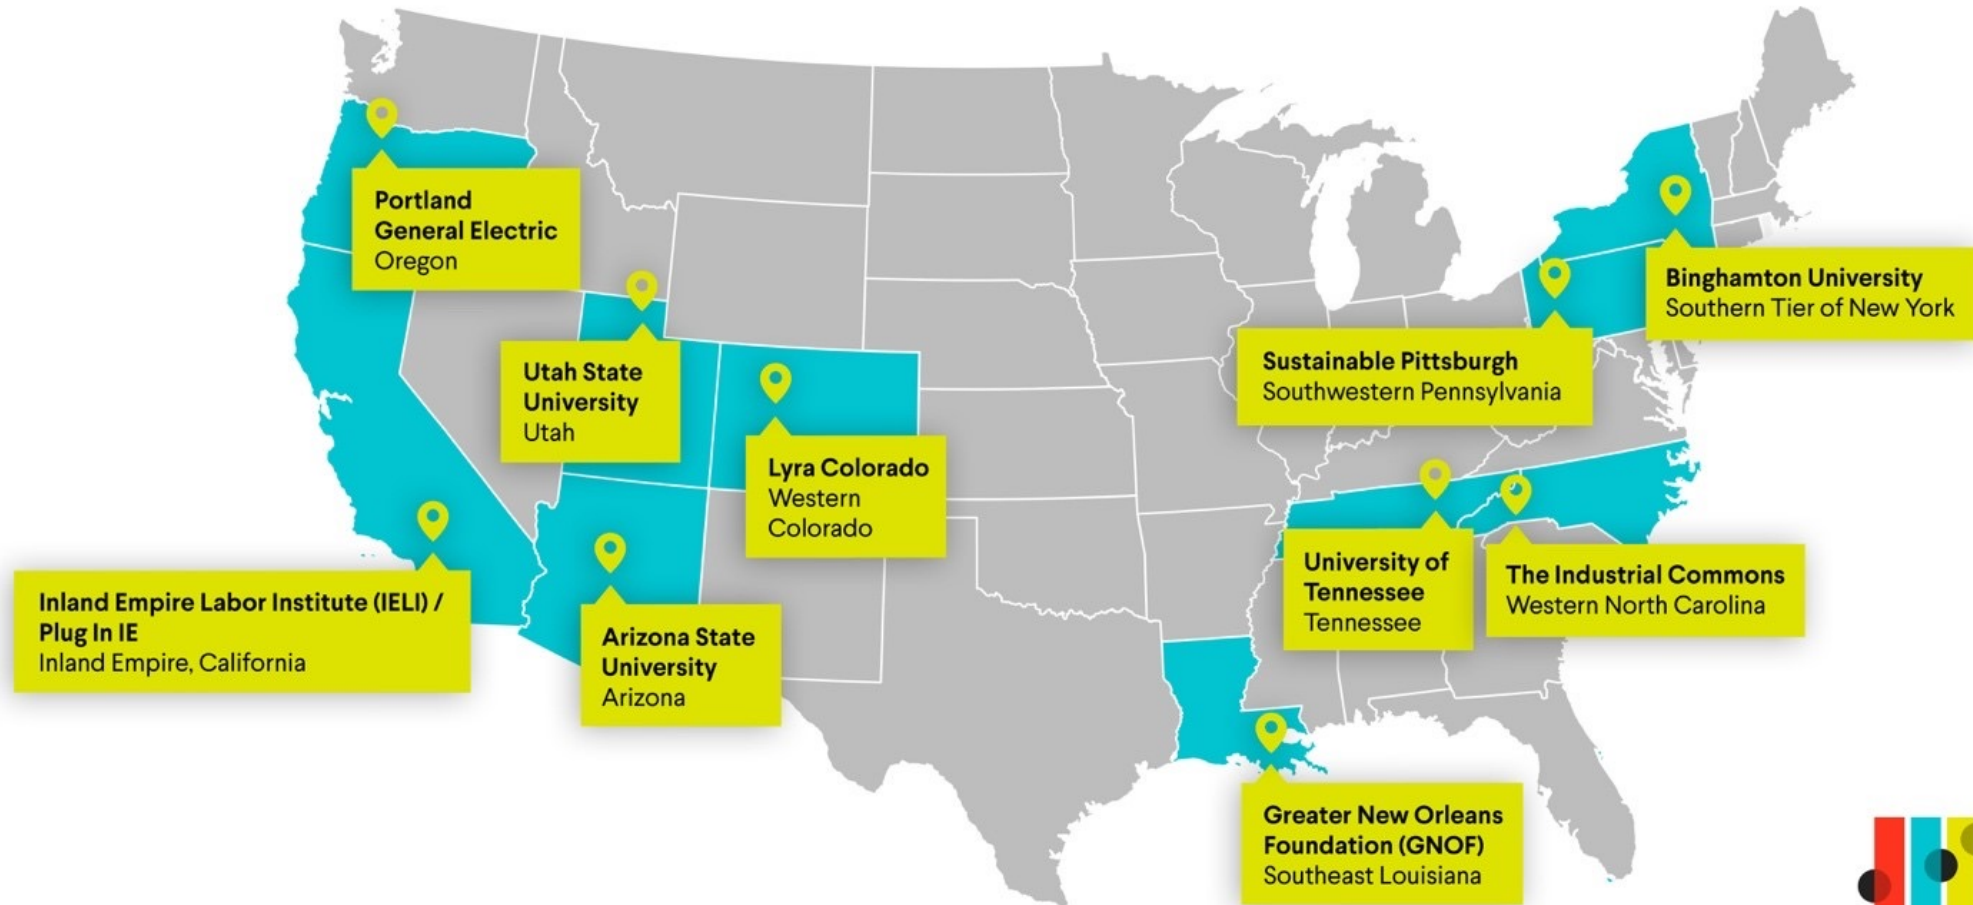 Portland
General Electric
Oregon
Utah State
University
Utah
Lyra Colorado
Western
Colorado
Inland Empire Labor Institute (IELI) /
Plug In IE
Inland Empire, California
Arizona State
University
Arizona
Binghamton University
Southern Tier of New York
Sustainable Pittsburgh
Southwestern Pennsylvania
University of
Tennessee
Tennessee
The Industrial Commons
Western North Carolina
Greater New Orleans
Foundation (GNOF)
Southeast Louisiana